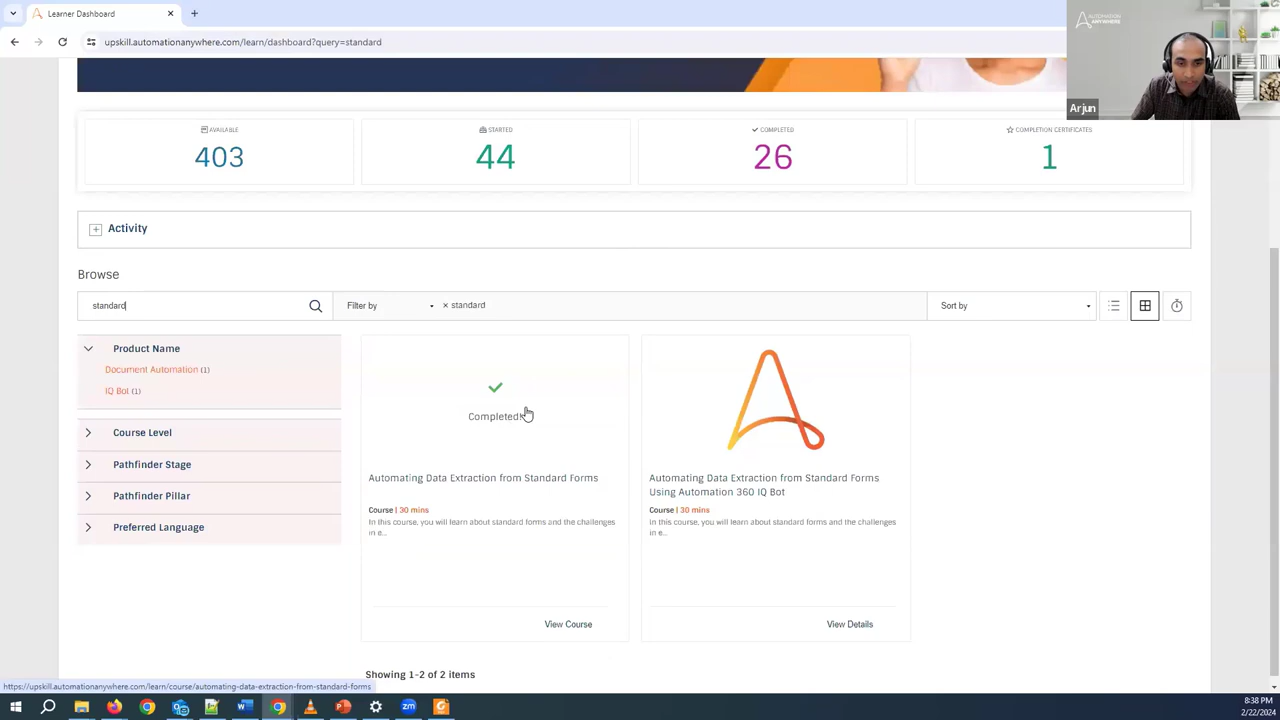 Learner Dashboard
upskill.automationanywhere.com/learn/dashboard?query=standard
AUTOMATION
ANYWHERE
Arjun
AVAILABLE
403
STARTED
44
COMPLETED
26
COMPLETION CERTIFICATES
1
Activity
Browse
standard
Filter by
× standard
Sort by
Product Name
Document Automation (1)
IQ Bot (1)
Course Level
Pathfinder Stage
Pathfinder Pillar
Preferred Language
Completed!
Automating Data Extraction from Standard Forms
Course | 30 mins
In this course, you will learn about standard forms and the challenges
in e...
View Course
Automating Data Extraction from Standard Forms
Using Automation 360 IQ Bot
Course | 30 mins
In this course, you will learn about standard forms and the challenges
in e...
View Details
Showing 1-2 of 2 items
https://upskill.automationanywhere.com/learn/course/automating-data-extraction-from-standard-forms
8:38 PM
2/22/2024